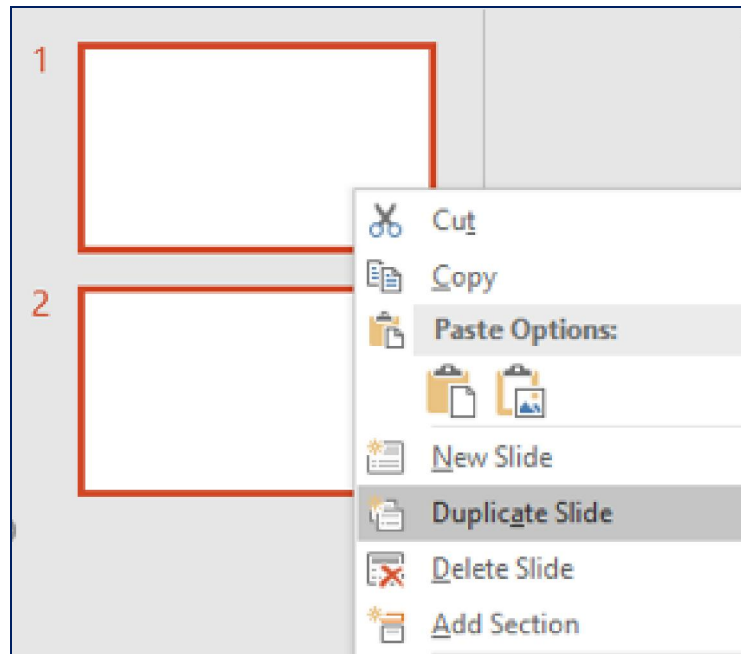 1
2
Cut
Copy
Paste Options:
New Slide
Duplicate Slide
Delete Slide
Add Section